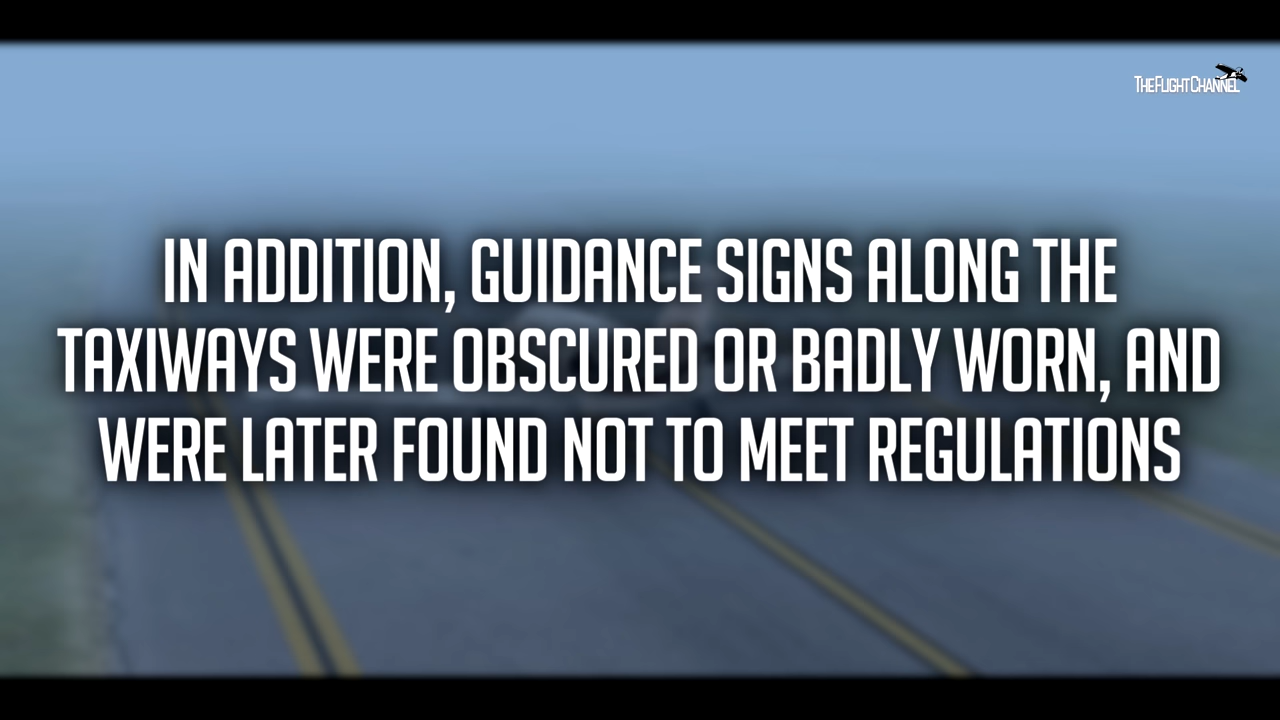 THEFLIGHTCHANNEL
IN ADDITION, GUIDANCE SIGNS ALONG THE
TAXIWAYS WERE OBSCURED OR BADLY WORN, AND
WERE LATER FOUND NOT TO MEET REGULATIONS